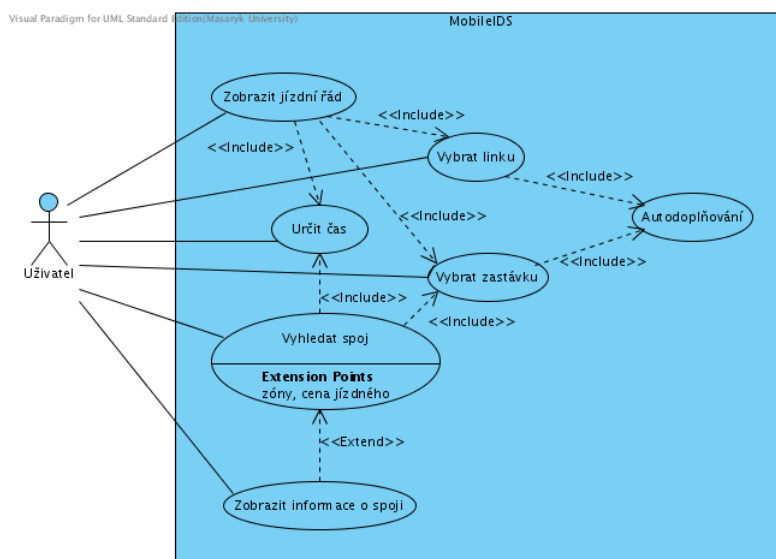 Visual Paradigm for UML Standard Edition(Masaryk University)
MobileIDS
Zobrazit jízdní řád
<<Include>>
<<Include>>
Vybrat linku
<<Include>>
Určit čas
<<Include>>
Autodoplňování
Uživatel
Vybrat zastávku
<<Include>>
<<Include>>
<<Include>>
Vyhledat spoj
Extension Points
zóny, cena jízdného
<<Extend>>
Zobrazit informace o spoji